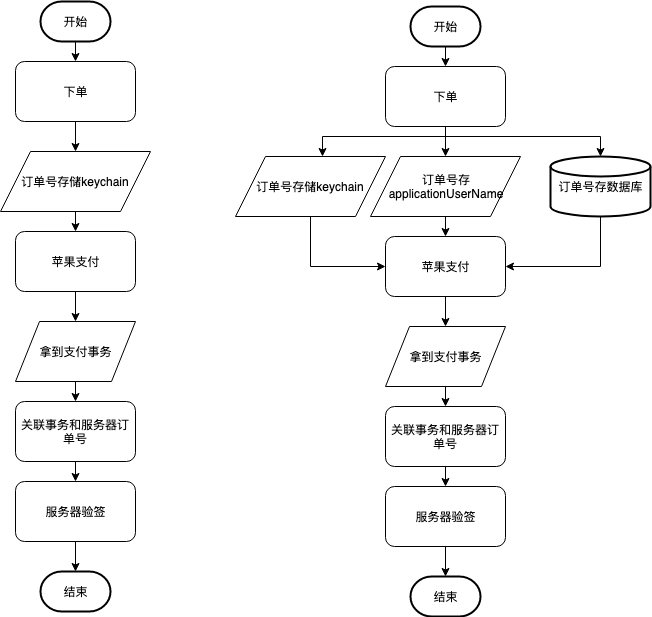 开始
下单
订单号存储keychain
苹果支付
拿到支付事务
关联事务和服务器订
单号
服务器验签
结束
开始
下单
订单号存储keychain
订单号存
applicationUserName
订单号存数据库
苹果支付
拿到支付事务
关联事务和服务器订
单号
服务器验签
结束